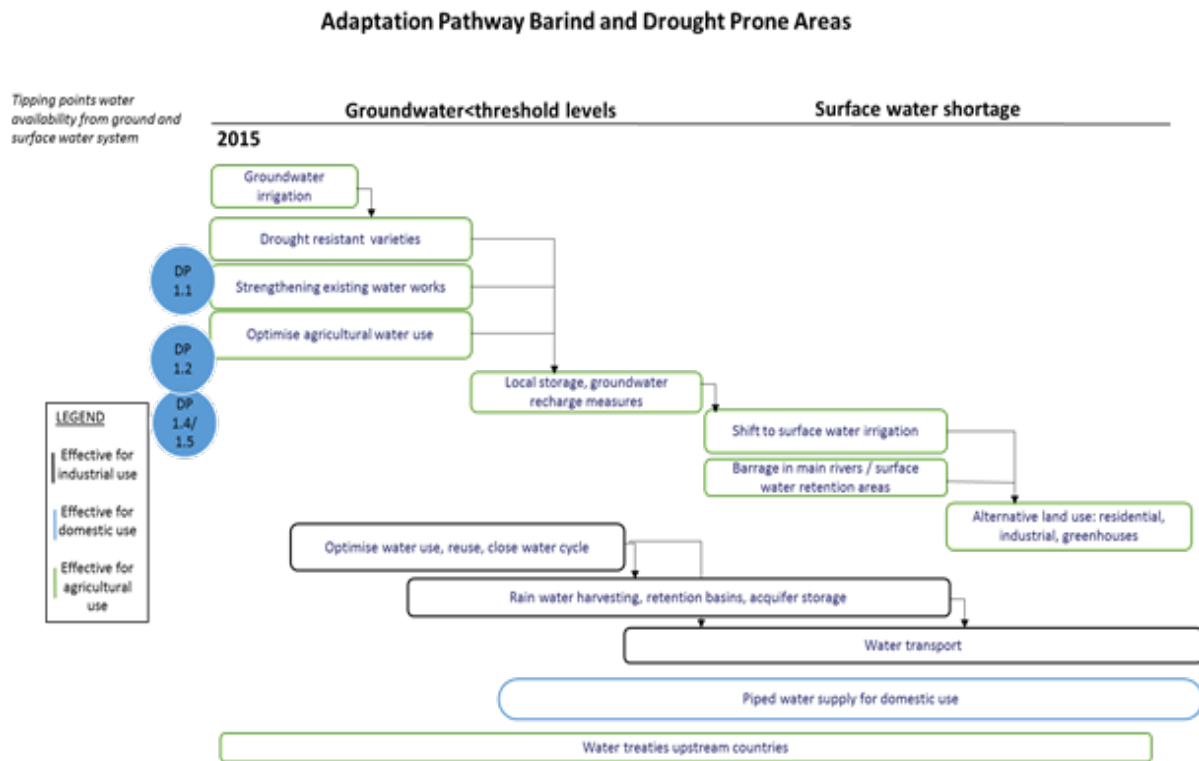 Adaptation Pathway Barind and Drought Prone Areas
Tipping points water
availability from ground and
surface water system
Groundwater<threshold levels
Surface water shortage
2015
Groundwater
irrigation
Drought resistant varieties
DP
1.1
Strengthening existing water works
Optimise agricultural water use
DP
1.2
Local storage, groundwater
recharge measures
DP
1.4/
1.5
LEGEND
Effective for
industrial use
Effective for
domestic use
Effective for
agricultural
use
Shift to surface water irrigation
Barrage in main rivers / surface
water retention areas
Alternative land use: residential,
industrial, greenhouses
Optimise water use, reuse, close water cycle
Rain water harvesting, retention basins, acquifer storage
Water transport
Piped water supply for domestic use
Water treaties upstream countries